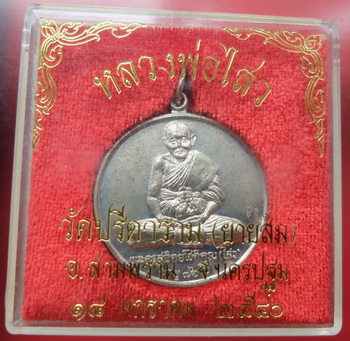 หลวงพ่อโสว
วัดปรีดาราม (ยายส้ม)
อ.สามพราน จ.นครปฐม
๑๘ มกราคม ๒๕๔๐